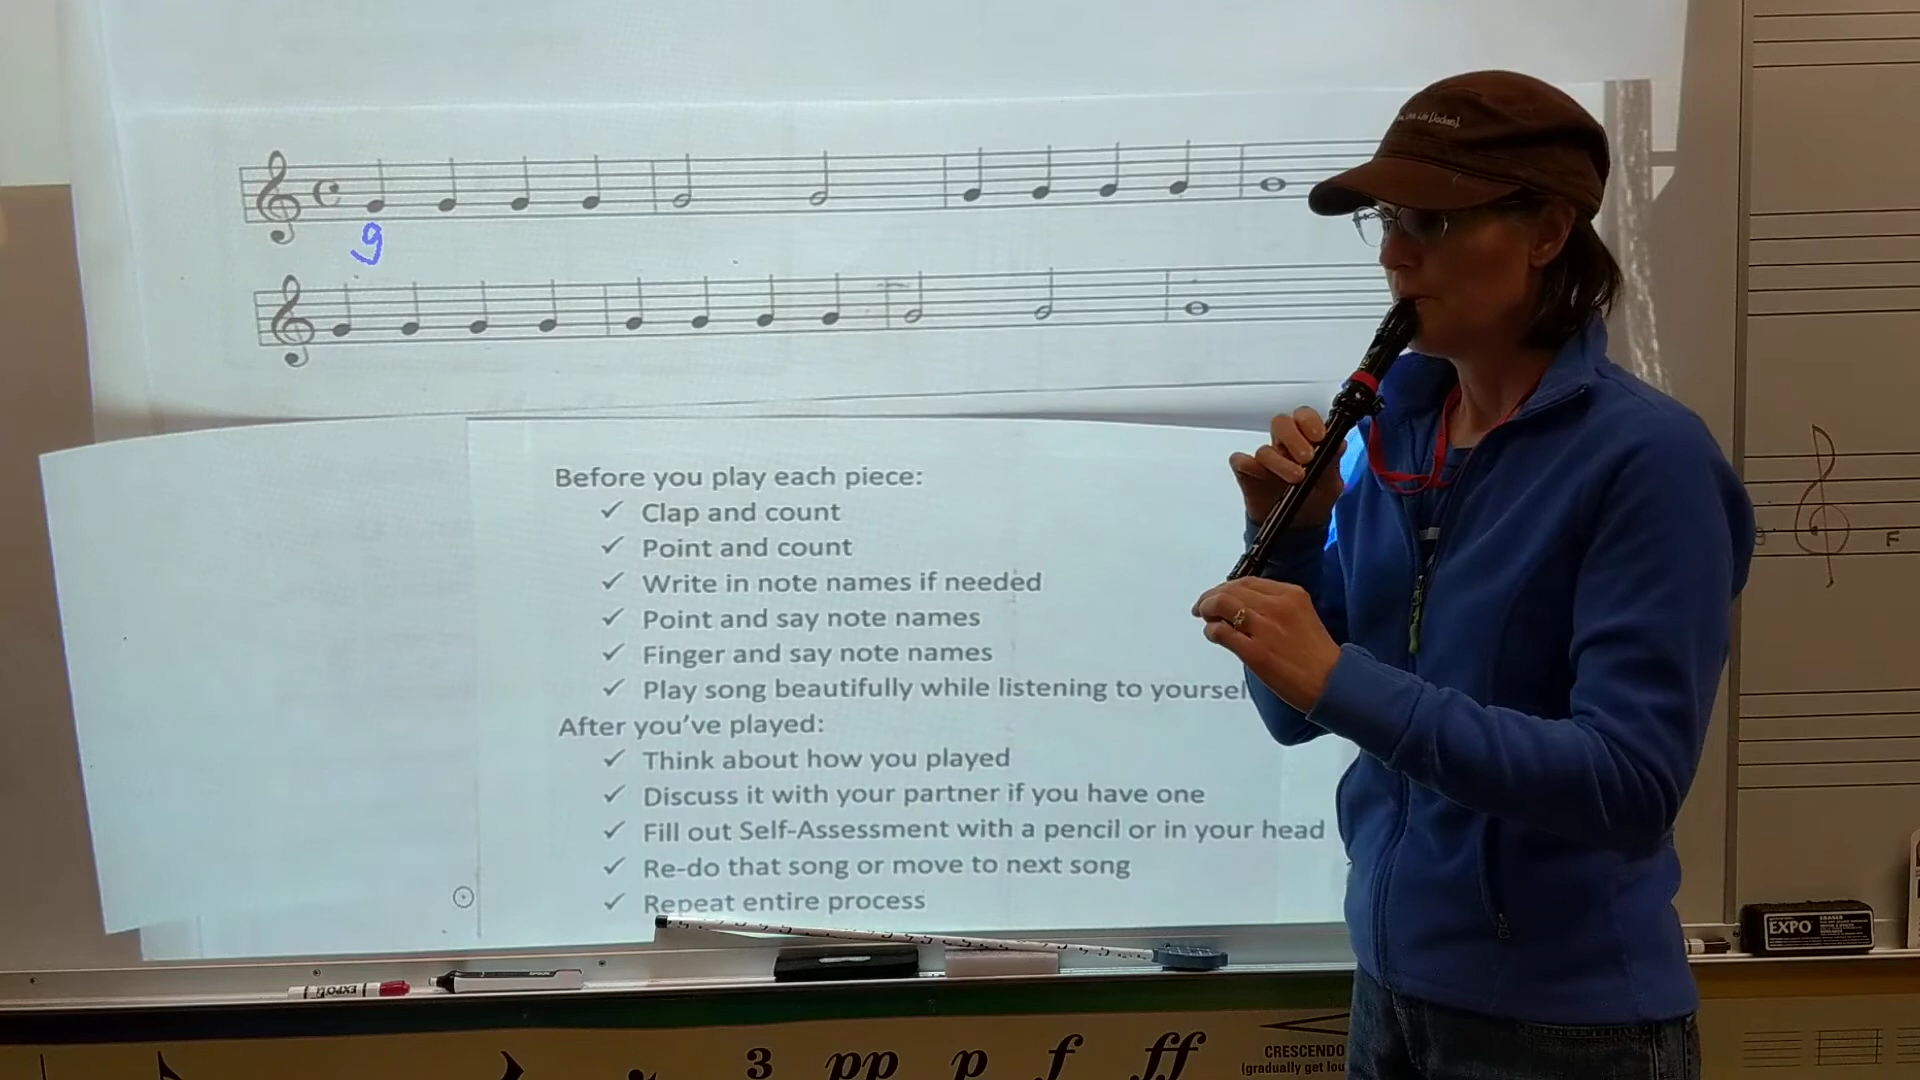 g
Before you play each piece:
✓ Clap and count
✓ Point and count
✓ Write in note names if needed
✓ Point and say note names
✓ Finger and say note names
✓ Play song beautifully while listening to yoursel
After you've played:
✓ Think about how you played
✓ Discuss it with your partner if you have one
✓ Fill out Self-Assessment with a pencil or in your head
✓ Re-do that song or move to next song
✓ Repeat entire process
F
EXPO ERASER
EXPO
EPSON
3 pp p f ff
CRESCENDO
(gradually get lou